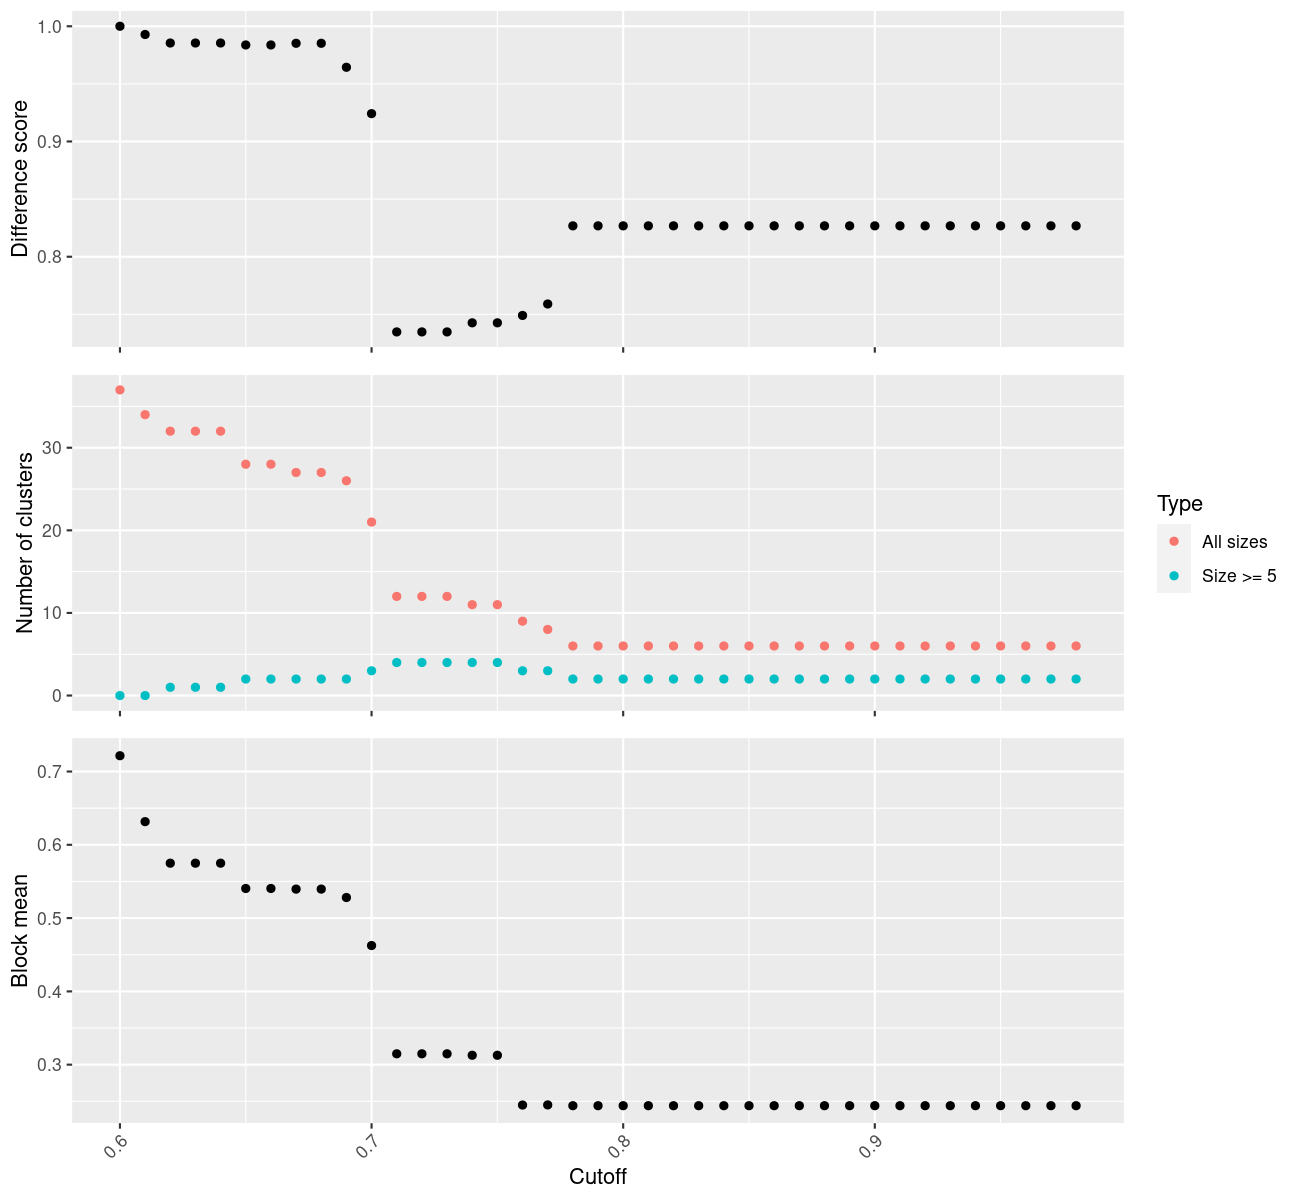 Difference score
1.0
0.9
0.8
Number of clusters
30
20
10
0
Type
All sizes
Size >= 5
Block mean
0.7
0.6
0.5
0.4
0.3
0.6
0.7
0.8
0.9
Cutoff